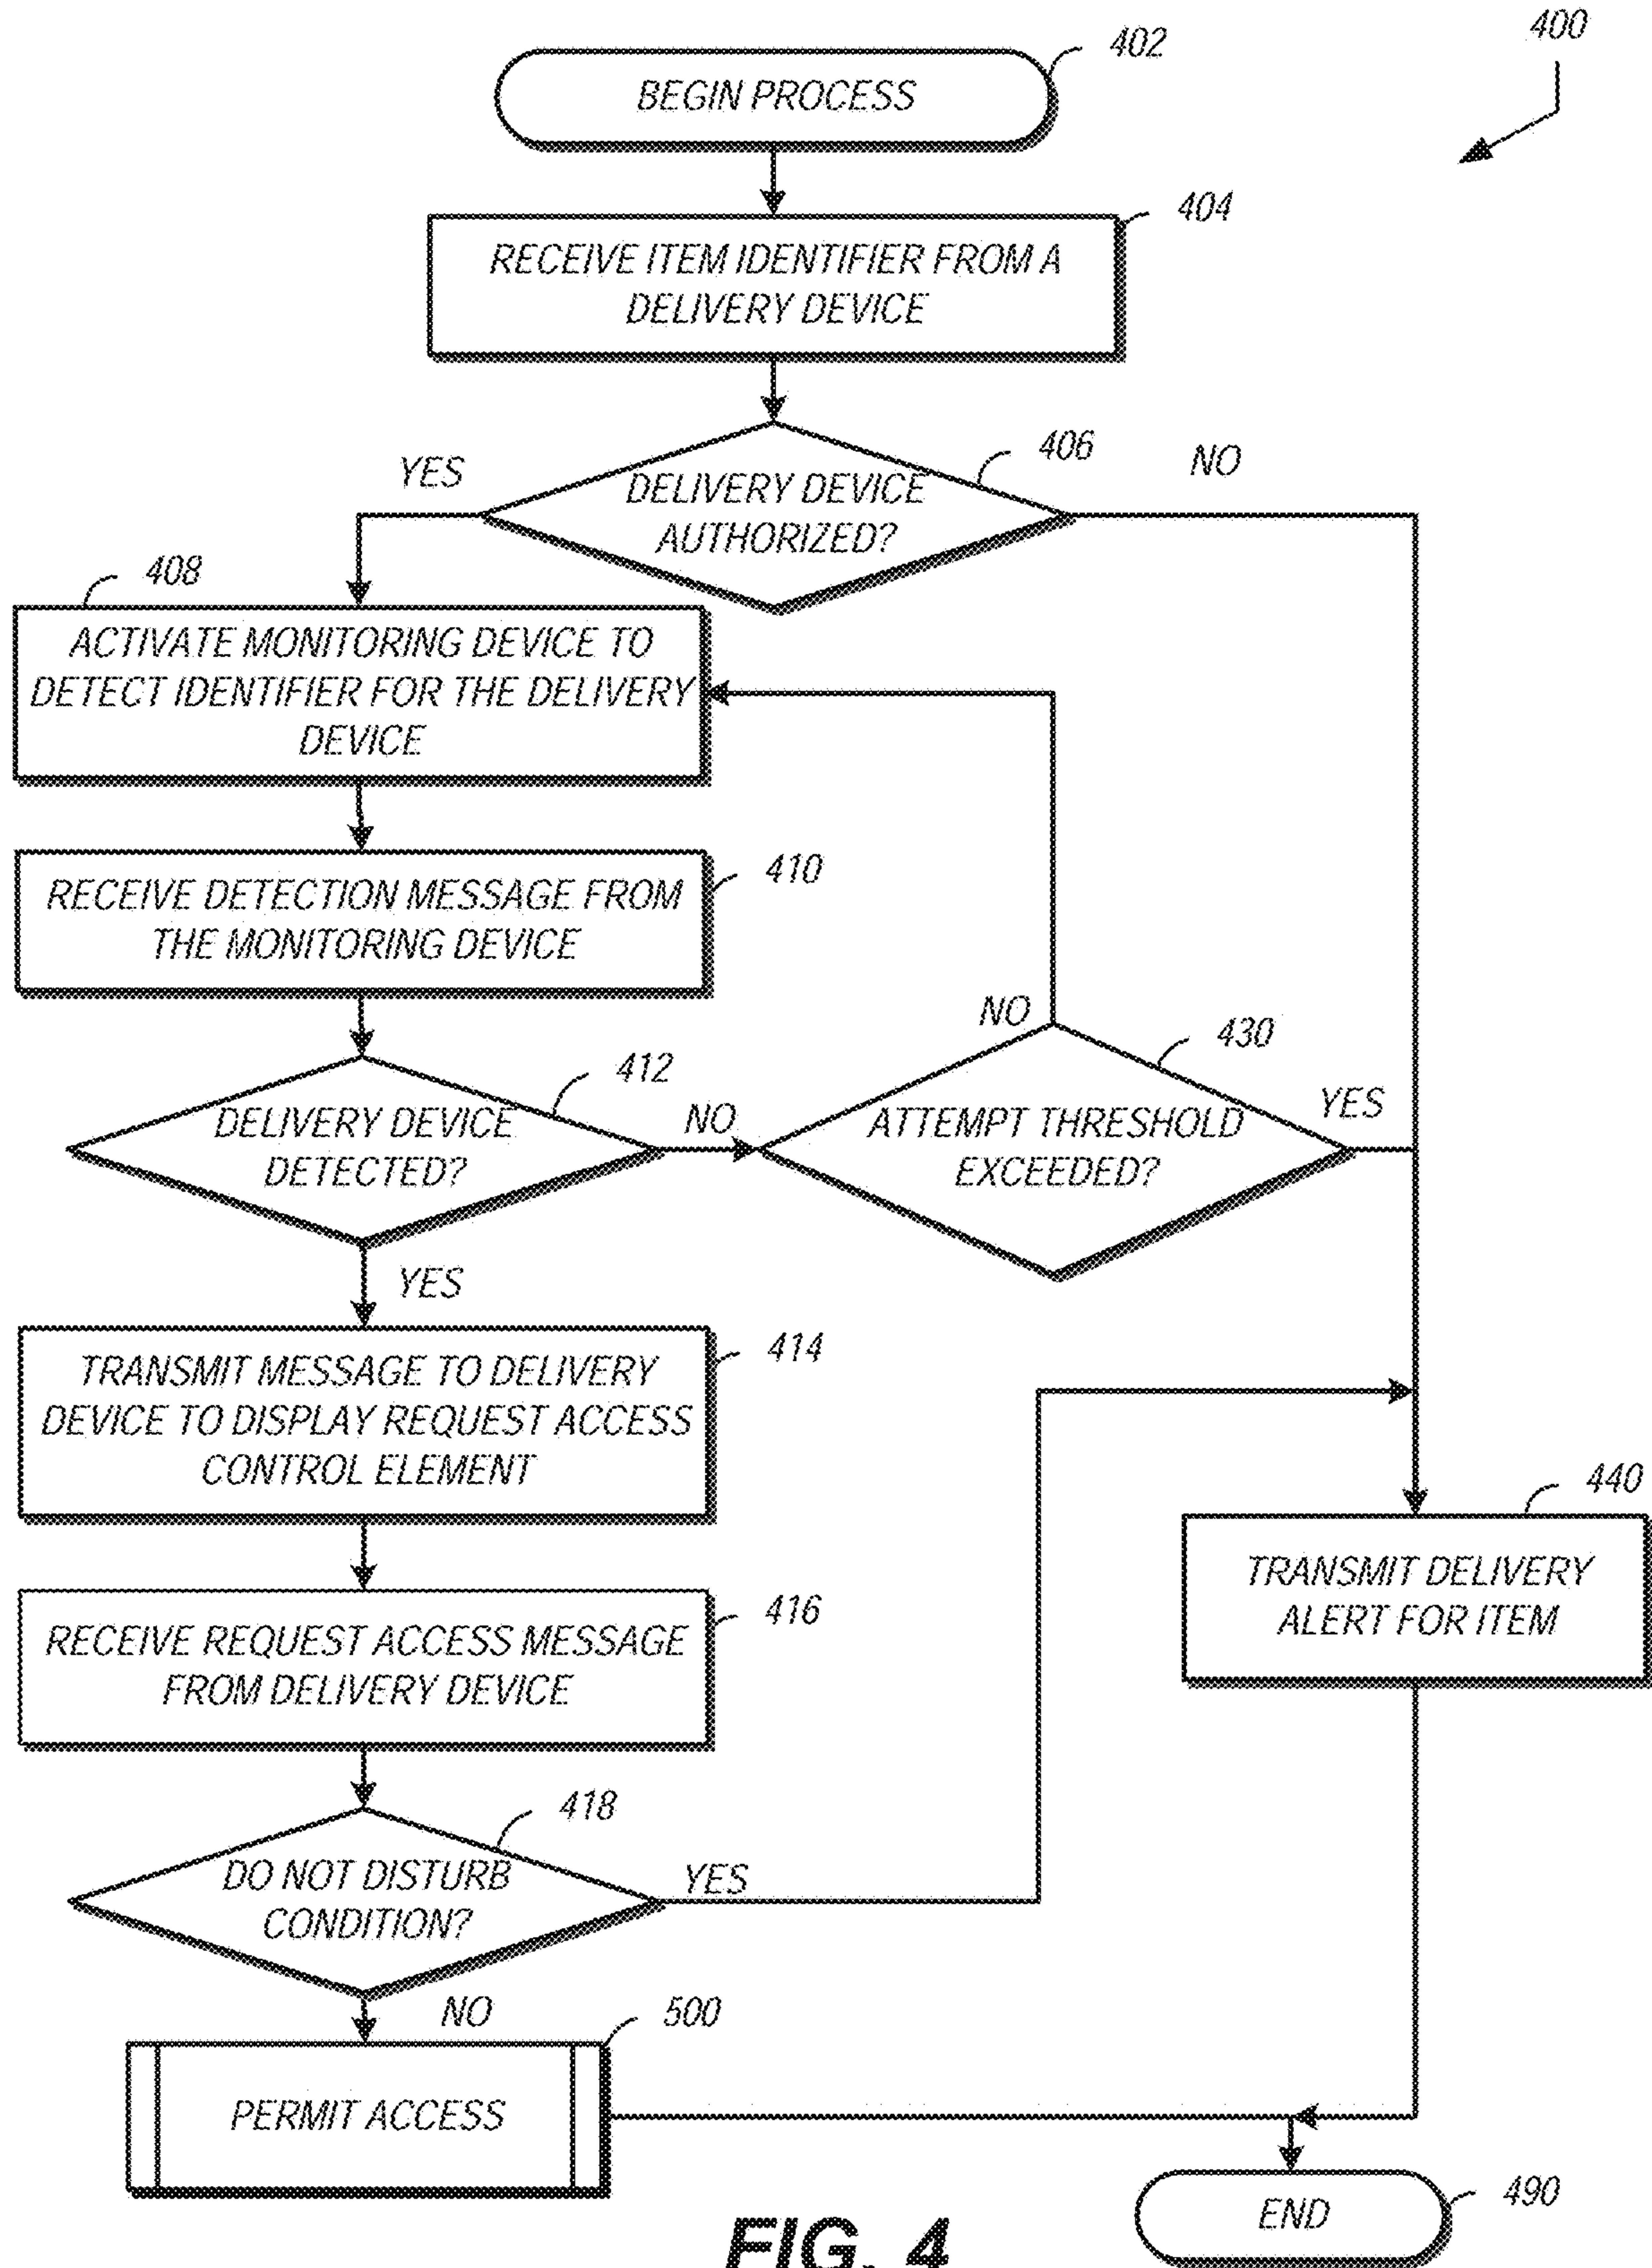 400
402
BEGIN PROCESS
404
RECEIVE ITEM IDENTIFIER FROM A
DELIVERY DEVICE
406
YES
NO
DELIVERY DEVICE
AUTHORIZED?
408
ACTIVATE MONITORING DEVICE TO
DETECT IDENTIFIER FOR THE DELIVERY
DEVICE
410
RECEIVE DETECTION MESSAGE FROM
THE MONITORING DEVICE
412
DELIVERY DEVICE
DETECTED?
NO
YES
430
NO
YES
ATTEMPT THRESHOLD
EXCEEDED?
414
TRANSMIT MESSAGE TO DELIVERY
DEVICE TO DISPLAY REQUEST ACCESS
CONTROL ELEMENT
440
TRANSMIT DELIVERY
ALERT FOR ITEM
416
RECEIVE REQUEST ACCESS MESSAGE
FROM DELIVERY DEVICE
418
DO NOT DISTURB
CONDITION?
YES
NO
500
PERMIT ACCESS
490
END
FIG. 4